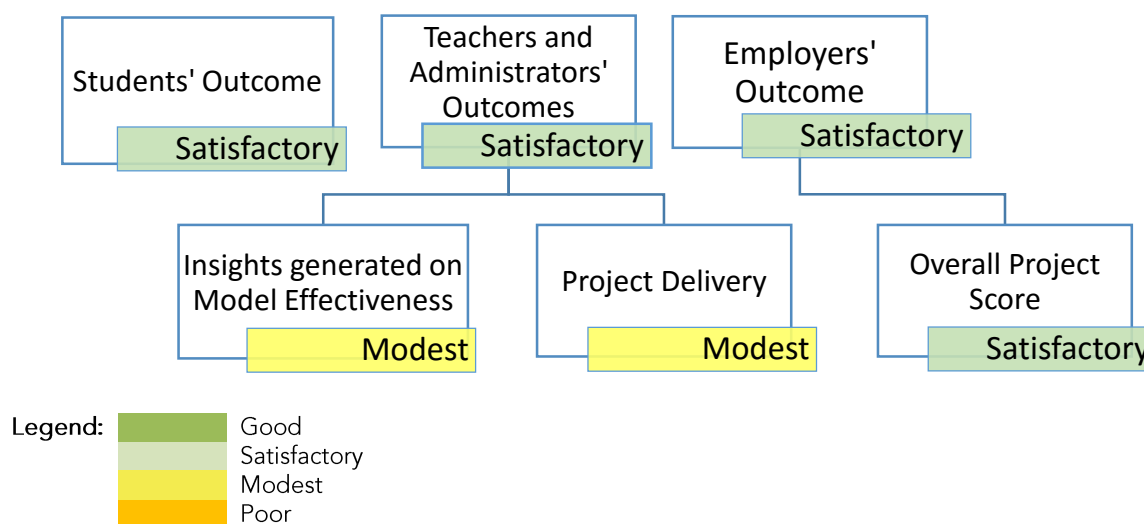 Students' Outcome
Satisfactory
Teachers and
Administrators'
Outcomes
Satisfactory
Employers'
Outcome
Satisfactory
Insights generated on
Model Effectiveness
Modest
Project Delivery
Modest
Overall Project
Score
Satisfactory
Legend:
Good
Satisfactory
Modest
Poor